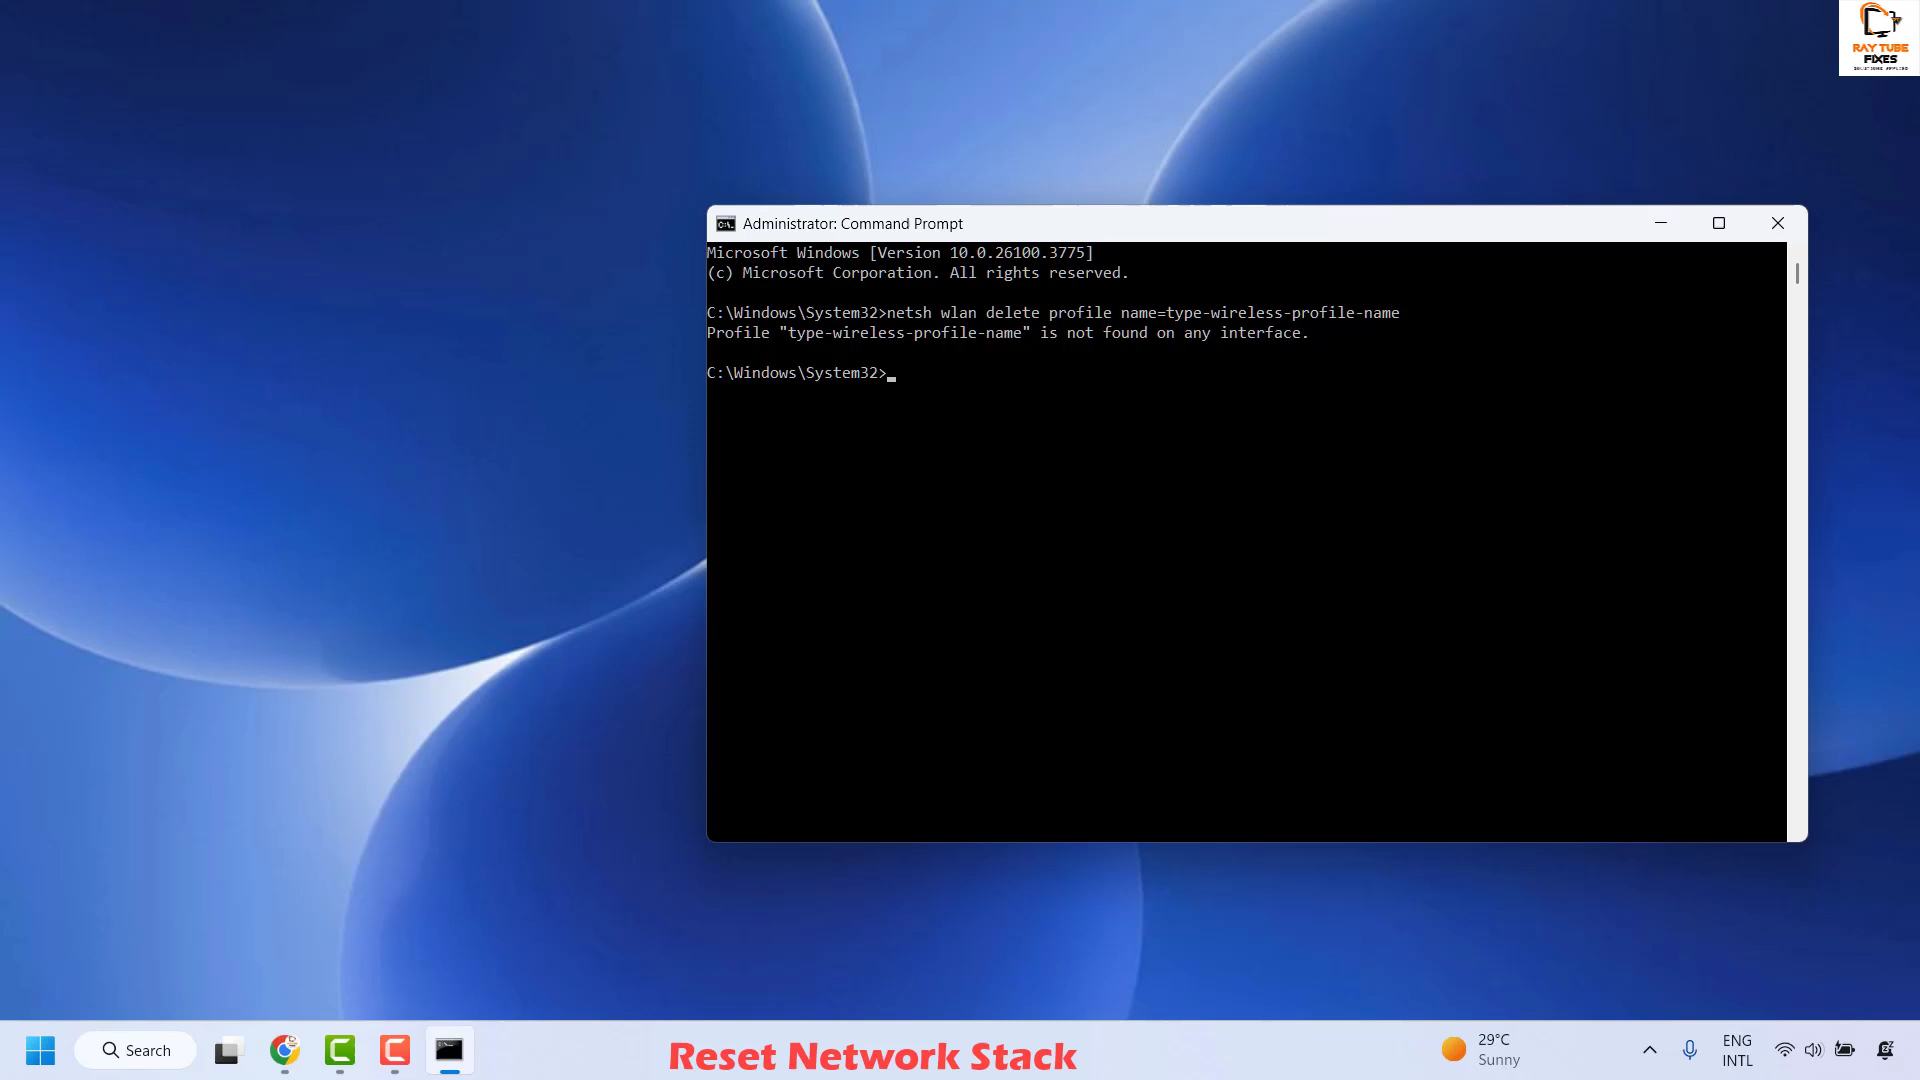 RAY TUBE
FIXES
SOLUTIONS APPLIED
Administrator: Command Prompt
Microsoft Windows [Version 10.0.26100.3775]
(c) Microsoft Corporation. All rights reserved.
C:\Windows\System32>netsh wlan delete profile name=type-wireless-profile-name
Profile "type-wireless-profile-name" is not found on any interface.
C:\Windows\System32>
Search
Reset Network Stack
29°C
Sunny
ENG
INTL